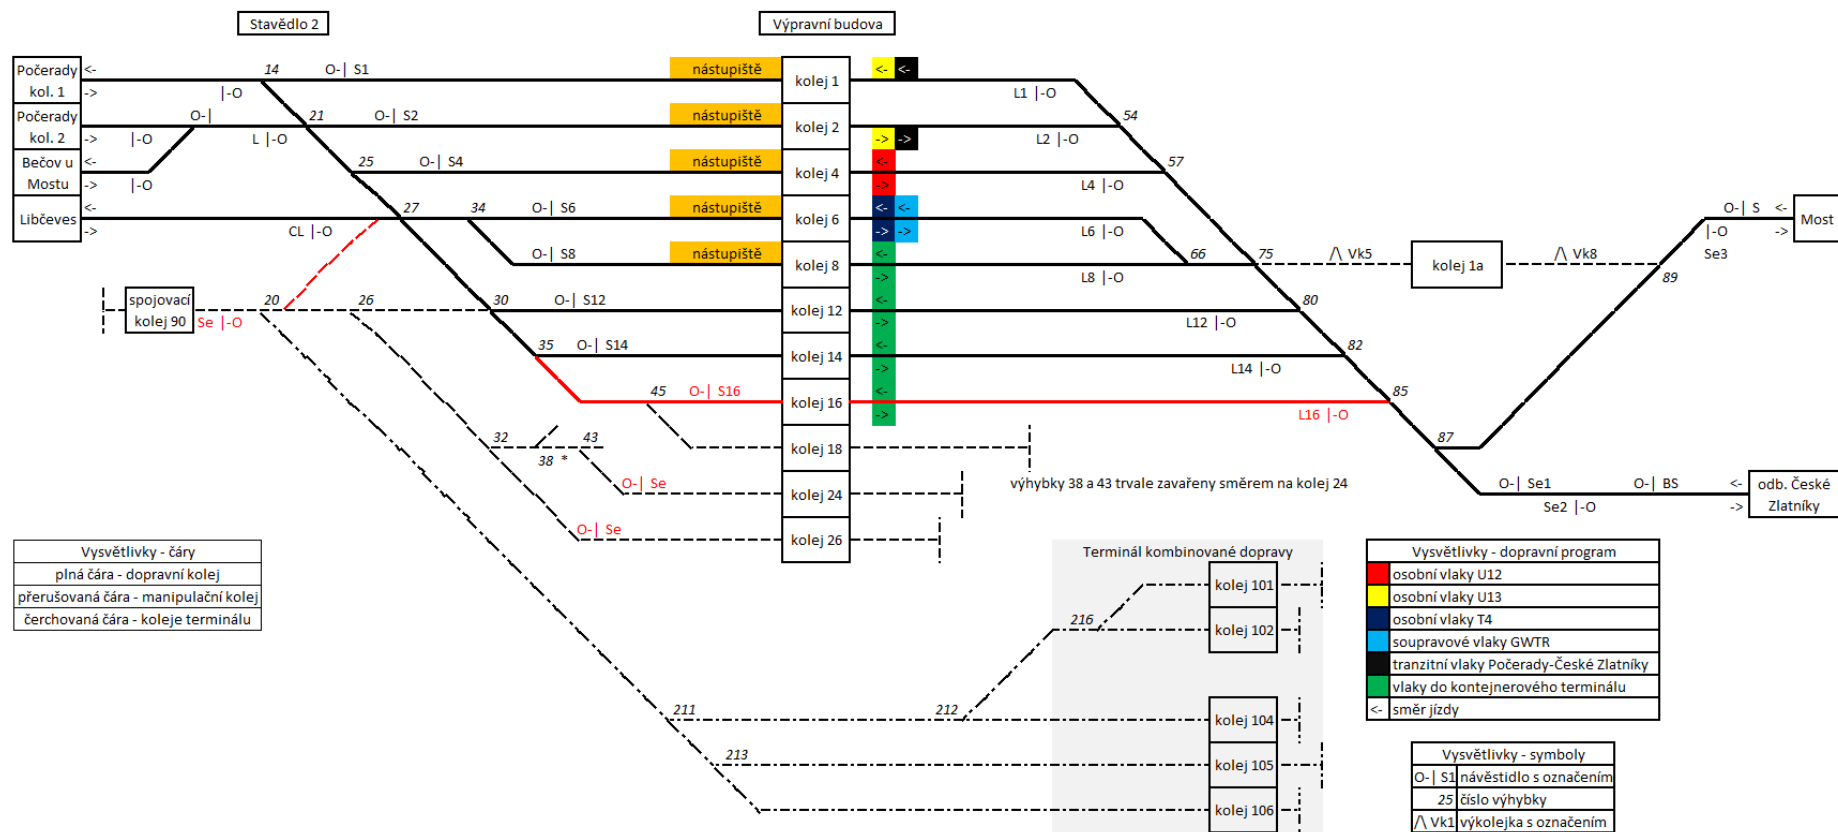 Stavědlo 2
Výpravní budova
Počerady
kol. 1
<-
->
14
O-| S1
|-O
nástupiště
kolej 1
<-
<-
L1 |-O
Počerady
kol. 2
->
|-O
O-|
21
L |-O
O-| S2
nástupiště
kolej 2
->
->
L2 |-O
54
Bečov u
Mostu
<-
->
|-O
25
O-| S4
nástupiště
kolej 4
<-
->
L4 |-O
57
Libčeves
<-
->
CL |-O
27
34
O-| S6
nástupiště
kolej 6
<-
<-
->
->
L6 |-O
O-| S
<-
->
|-O
Se3
Most
O-| S8
nástupiště
kolej 8
<-
->
L8 |-O
66
75
/\ Vk5
kolej 1a
/\ Vk8
89
spojovací
kolej 90
Se |-O
20
26
30
O-| S12
kolej 12
<-
->
L12 |-O
80
35
O-| S14
kolej 14
<-
->
L14 |-O
82
45
O-| S16
kolej 16
<-
->
L16 |-O
85
32
38 *
43
kolej 18
87
O-| Se
kolej 24
výhybky 38 a 43 trvale zavařeny směrem na kolej 24
O-| Se1
Se2 |-O
O-| BS
<-
->
odb. České
Zlatníky
O-| Se
kolej 26
Vysvětlivky - čáry
plná čára - dopravní kolej
přerušovaná čára - manipulační kolej
čerchovaná čára - koleje terminálu
Terminál kombinované dopravy
kolej 101
216
kolej 102
211
212
kolej 104
213
kolej 105
kolej 106
Vysvětlivky - dopravní program
osobní vlaky U12
osobní vlaky U13
osobní vlaky T4
soupravové vlaky GWTR
tranzitní vlaky Počerady-České Zlatníky
vlaky do kontejnerového terminálu
<- směr jízdy
Vysvětlivky - symboly
O-| S1 návěstidlo s označením
25 číslo výhybky
/\ Vk1 výkolejka s označením